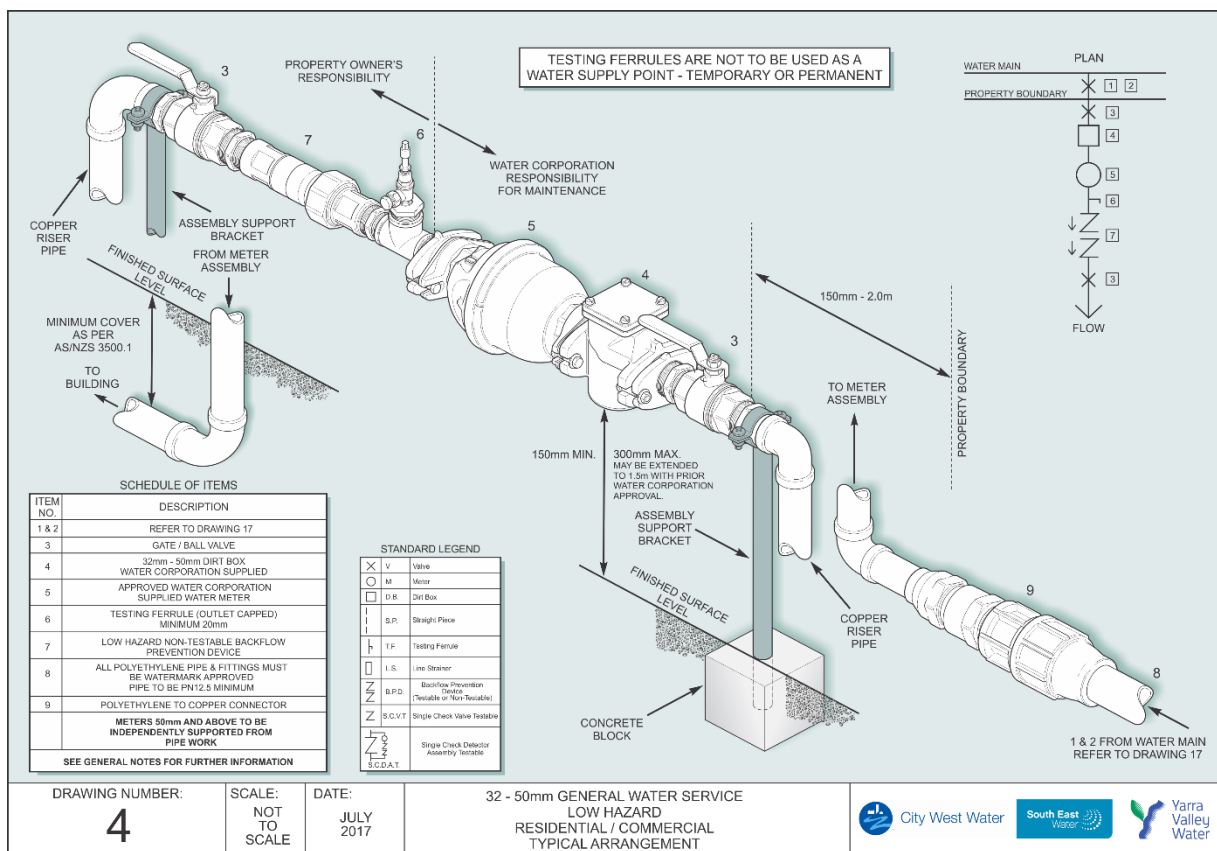 TESTING FERRULES ARE NOT TO BE USED AS A
WATER SUPPLY POINT - TEMPORARY OR PERMANENT
PLAN
WATER MAIN
1 2
PROPERTY BOUNDARY
3
4
5
6
7
3
FLOW
3
PROPERTY OWNER'S
RESPONSIBILITY
7
6
WATER CORPORATION
RESPONSIBILITY
FOR MAINTENANCE
5
4
3
150mm - 2.0m
PROPERTY BOUNDARY
COPPER
RISER
PIPE
ASSEMBLY SUPPORT
BRACKET
FROM METER
ASSEMBLY
FINISHED SURFACE
LEVEL
MINIMUM COVER
AS PER
AS/NZS 3500.1
TO
BUILDING
TO METER
ASSEMBLY
150mm MIN.
300mm MAX.
MAY BE EXTENDED
TO 1.5m WITH PRIOR
WATER CORPORATION
APPROVAL.
ASSEMBLY
SUPPORT
BRACKET
FINISHED SURFACE
LEVEL
COPPER
RISER
PIPE
CONCRETE
BLOCK
9
8
1 & 2 FROM WATER MAIN
REFER TO DRAWING 17
SCHEDULE OF ITEMS
ITEM
NO.
DESCRIPTION
1 & 2 REFER TO DRAWING 17
3 GATE / BALL VALVE
4 32mm - 50mm DIRT BOX
WATER CORPORATION SUPPLIED
5 APPROVED WATER CORPORATION
SUPPLIED WATER METER
6 TESTING FERRULE (OUTLET CAPPED)
MINIMUM 20mm
7 LOW HAZARD NON-TESTABLE BACKFLOW
PREVENTION DEVICE
8 ALL POLYETHYLENE PIPE & FITTINGS MUST
BE WATERMARK APPROVED
PIPE TO BE PN12.5 MINIMUM
9 POLYETHYLENE TO COPPER CONNECTOR
METERS 50mm AND ABOVE TO BE
INDEPENDENTLY SUPPORTED FROM
PIPE WORK
SEE GENERAL NOTES FOR FURTHER INFORMATION
STANDARD LEGEND
V Valve
M Meter
D.B. Dirt Box
S.P. Straight Piece
T.F Testing Ferrule
L.S. Line Strainer
B.P.D. Backflow Prevention
Device
(Testable or Non-Testable)
S.C.V.T Single Check Valve Testable
S.C.D.A.T. Single Check Detector
Assembly Testable
DRAWING NUMBER:
4
SCALE:
NOT
TO
SCALE
DATE:
JULY
2017
32 - 50mm GENERAL WATER SERVICE
LOW HAZARD
RESIDENTIAL / COMMERCIAL
TYPICAL ARRANGEMENT
City West Water
South East
Water
Yarra
Valley
Water